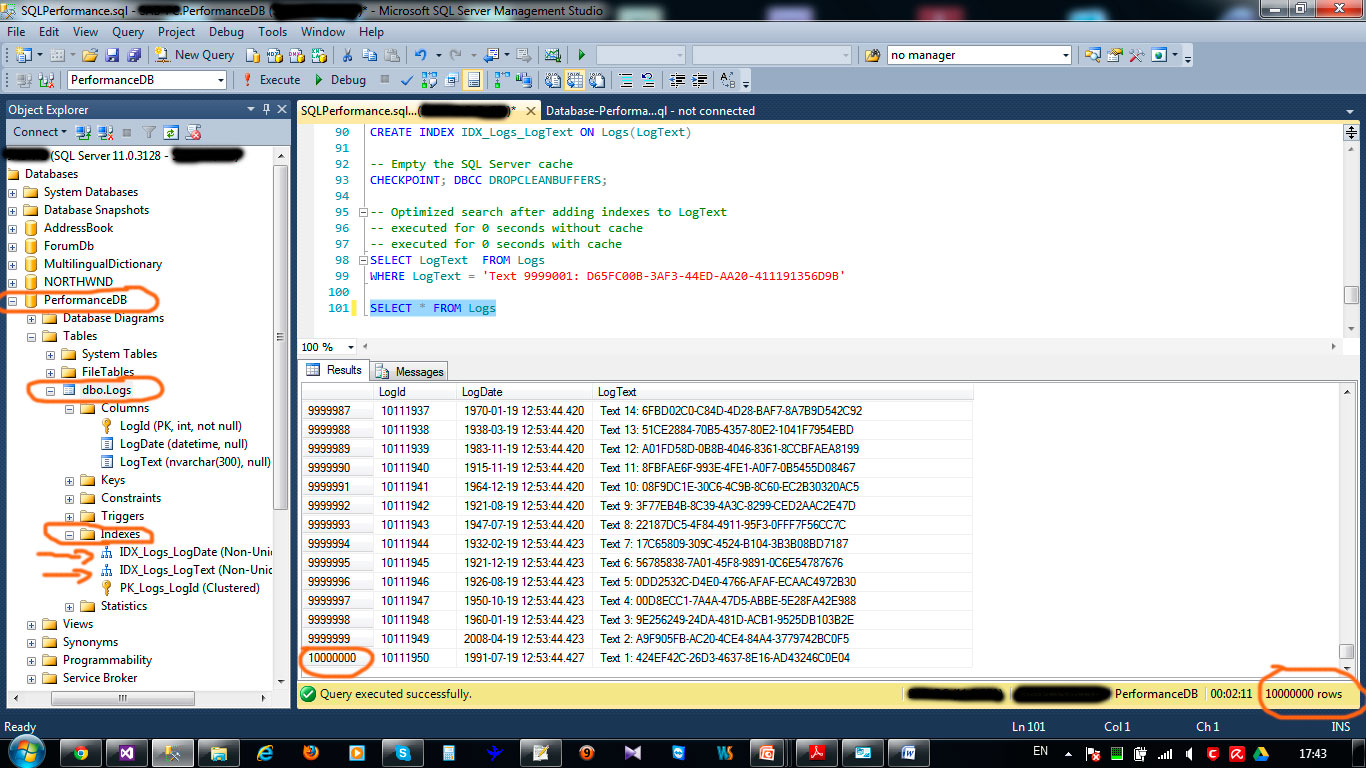 SQLPerformance.sql - PC.PerformanceDB ( )* - Microsoft SQL Server Management Studio
File Edit View Query Project Debug Tools Window Help
New Query no manager
PerformanceDB Execute Debug
Object Explorer
Connect
(SQL Server 11.0.3128 -
Databases
System Databases
Database Snapshots
AddressBook
ForumDb
MultilingualDictionary
NORTHWND
PerformanceDB
Database Diagrams
Tables
System Tables
FileTables
dbo.Logs
Columns
LogId (PK, int, not null)
LogDate (datetime, null)
LogText (nvarchar(300), null)
Keys
Constraints
Triggers
Indexes
IDX_Logs_LogDate (Non-Unic
IDX_Logs_LogText (Non-Unic
PK_Logs_LogId (Clustered)
Statistics
Views
Synonyms
Programmability
Service Broker
SQLPerformance.sql...( )* Database-Performa...ql - not connected
90 CREATE INDEX IDX_Logs_LogText ON Logs(LogText)
91
92 -- Empty the SQL Server cache
93 CHECKPOINT; DBCC DROPCLEANBUFFERS;
94
95 -- Optimized search after adding indexes to LogText
96 -- executed for 0 seconds without cache
97 -- executed for 0 seconds with cache
98 SELECT LogText FROM Logs
99 WHERE LogText = 'Text 9999001: D65FC00B-3AF3-44ED-AA20-411191356D9B'
100
101 SELECT * FROM Logs
100 %
Results Messages
LogId LogDate LogText
9999987 10111937 1970-01-19 12:53:44.420 Text 14: 6FBD02C0-C84D-4D28-BAF7-8A7B9D542C92
9999988 10111938 1938-03-19 12:53:44.420 Text 13: 51CE2884-70B5-4357-80E2-1041F7954EBD
9999989 10111939 1983-11-19 12:53:44.420 Text 12: A01FD58D-0B8B-4046-8361-8CCBFAEA8199
9999990 10111940 1915-11-19 12:53:44.420 Text 11: 8FBFAE6F-993E-4FE1-A0F7-0B5455D08467
9999991 10111941 1964-12-19 12:53:44.420 Text 10: 08F9DC1E-30C6-4C9B-8C60-EC2B30320AC5
9999992 10111942 1921-08-19 12:53:44.420 Text 9: 3F77EB4B-8C39-4A3C-8299-CED2AAC2E47D
9999993 10111943 1947-07-19 12:53:44.420 Text 8: 22187DC5-4F84-4911-95F3-0FFF7F56CC7C
9999994 10111944 1932-02-19 12:53:44.423 Text 7: 17C65809-309C-4524-B104-3B3B08BD7187
9999995 10111945 1921-12-19 12:53:44.423 Text 6: 56785838-7A01-45F8-9891-0C6E54787676
9999996 10111946 1926-08-19 12:53:44.423 Text 5: 0DD2532C-D4E0-4766-AFAF-ECAAC4972B30
9999997 10111947 1950-10-19 12:53:44.423 Text 4: 00D8ECC1-7A4A-47D5-ABBE-5E28FA42E988
9999998 10111948 1960-01-19 12:53:44.423 Text 3: 9E256249-24DA-481D-ACB1-9525DB103B2E
9999999 10111949 2008-04-19 12:53:44.423 Text 2: A9F905FB-AC20-4CE4-84A4-3779742BC0F5
10000000 10111950 1991-07-19 12:53:44.427 Text 1: 424EF42C-26D3-4637-8E16-AD43246C0E04
Query executed successfully. PerformanceDB 00:02:11 10000000 rows
Ready Ln 101 Col 1 Ch 1 INS
EN 17:43